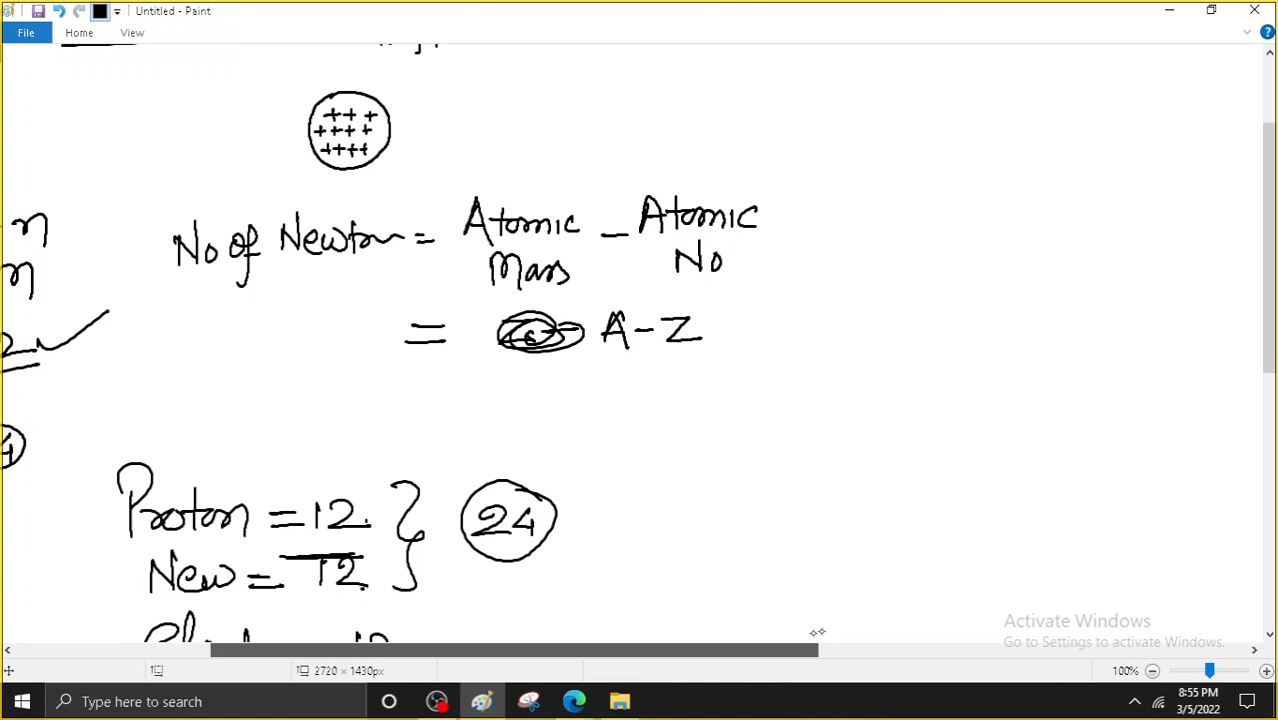 Untitled - Paint
File Home View
+ + +
+ + + +
+ + + +
n
No of Newton = Atomic Mass - Atomic No
n
= A - Z
2
4
Proton = 12.
24
New = 12.
Activate Windows
Go to Settings to activate Windows.
2720 × 1430px
100%
Type here to search
8:55 PM
3/5/2022